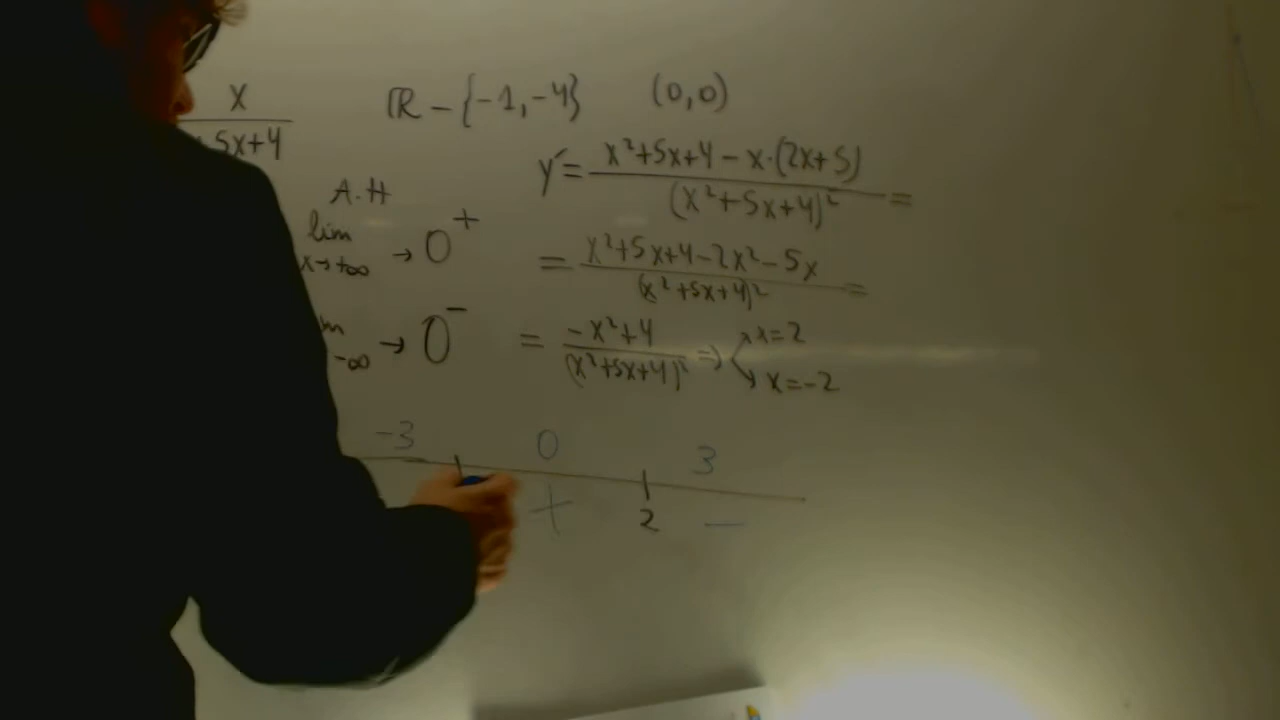 x
5x+4
ℝ - {-1, -4} (0,0)
y' = x²+5x+4 - x·(2x+5) / (x²+5x+4)² =
A.H
lim x→+∞ → 0⁺
= x²+5x+4-2x²-5x / (x²+5x+4)² =
-∞ → 0⁻
= -x²+4 / (x²+5x+4)² ⇒ x=2
x=-2
-3 0 3
+ 2 -